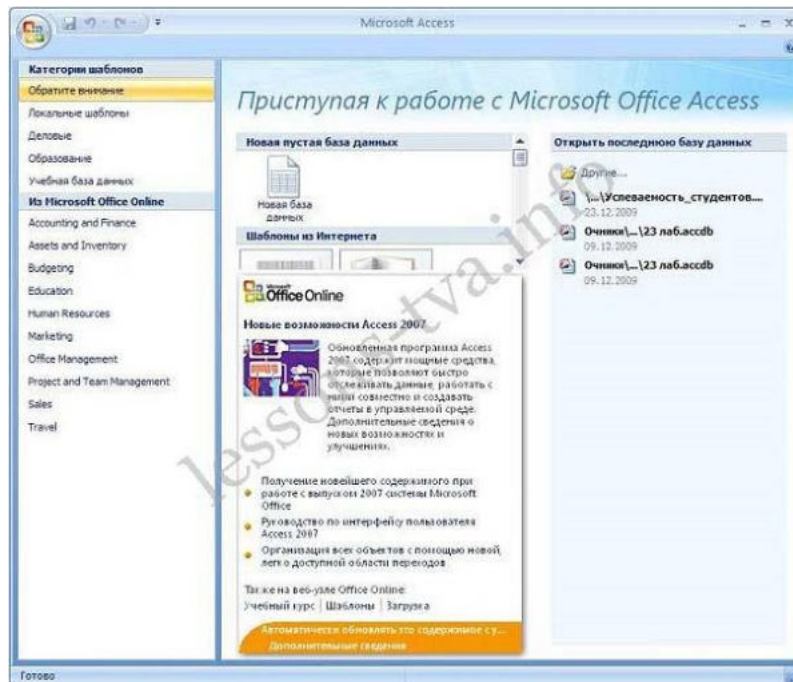 Microsoft Access
Категории шаблонов
Обратите внимание
Локальные шаблоны
Деловые
Образование
Учебная база данных
Из Microsoft Office Online
Accounting and Finance
Assets and Inventory
Budgeting
Education
Human Resources
Marketing
Office Management
Project and Team Management
Sales
Travel
Приступая к работе с Microsoft Office Access
Новая пустая база данных
Новая база
данных
Шаблоны из Интернета
Microsoft
Office Online
Новые возможности Access 2007
Обновленная программа Access
2007 содержит мощные средства,
которые позволяют быстро
отслеживать данные, работать с
ними совместно и создавать
отчеты в управляемой среде.
Дополнительные сведения о
новых возможностях и
улучшениях.
Получение новейшего содержимого при
работе с выпуском 2007 системы Microsoft
Office
Руководство по интерфейсу пользователя
Access 2007
Организация всех объектов с помощью новой,
легко доступной области переходов
Также на веб-узле Office Online:
Учебный курс | Шаблоны | Загрузка
Автоматически обновлять это содержимое с у...
Дополнительные сведения
Открыть последнюю базу данных
Другие...
\...\Успеваемость_студентов....
23.12.2009
Очники\...\23 лаб.accdb
09.12.2009
Очники\...\23 лаб.accdb
09.12.2009
Готово
lessons-tva.info